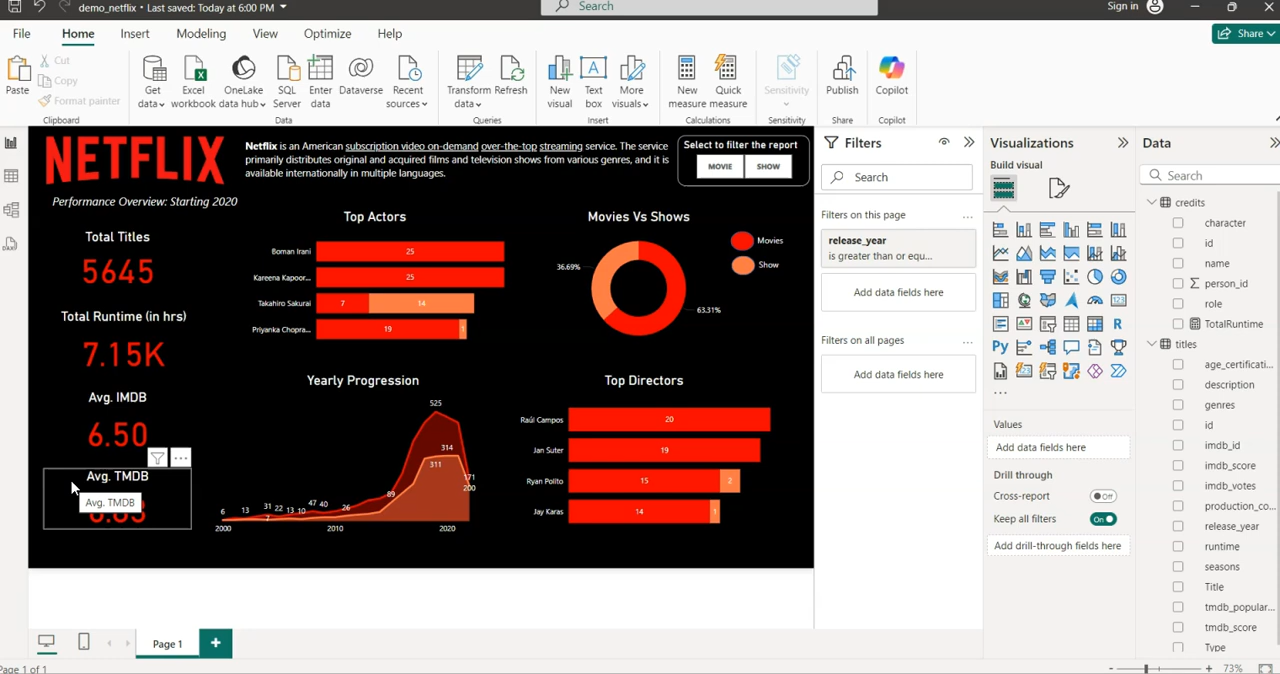 demo_netflix • Last saved: Today at 6:00 PM
Search
Sign in
File
Home
Insert
Modeling
View
Optimize
Help
Share
Paste
Cut
Copy
Format painter
Clipboard
Get
data
Excel
workbook
OneLake
data hub
SQL
Server
Enter
data
Dataverse
Recent
sources
Data
Transform
data
Refresh
Queries
New
visual
Text
box
More
visuals
Insert
New
measure
Quick
measure
Calculations
Sensitivity
Sensitivity
Publish
Share
Copilot
Copilot
NETFLIX
Performance Overview: Starting 2020
Netflix is an American subscription video on-demand over-the-top streaming service. The service
primarily distributes original and acquired films and television shows from various genres, and it is
available internationally in multiple languages.
Select to filter the report
MOVIE
SHOW
Total Titles
5645
Total Runtime (in hrs)
7.15K
Avg. IMDB
6.50
Avg. TMDB
Avg. TMDB
Top Actors
Boman Irani
25
Kareena Kapoor...
25
Takahiro Sakurai
7
14
Priyanka Chopra...
19
1
Movies Vs Shows
36.69%
63.31%
Movies
Show
Yearly Progression
525
314
311
171
200
89
6
13
7
31
22
13
10
47
40
26
2000
2010
2020
Top Directors
Raúl Campos
20
Jan Suter
19
Ryan Polito
15
2
Jay Karas
14
1
Filters
Search
Filters on this page
...
release_year
is greater than or equ...
Add data fields here
Filters on all pages
...
Add data fields here
Visualizations
Build visual
R
Py
123
...
Values
Add data fields here
Drill through
Cross-report
Off
Keep all filters
On
Add drill-through fields here
Data
Search
credits
character
id
name
person_id
role
TotalRuntime
titles
age_certificati...
description
genres
id
imdb_id
imdb_score
imdb_votes
production_co...
release_year
runtime
seasons
Title
tmdb_popular...
tmdb_score
Type
Page 1
Page 1 of 1
73%